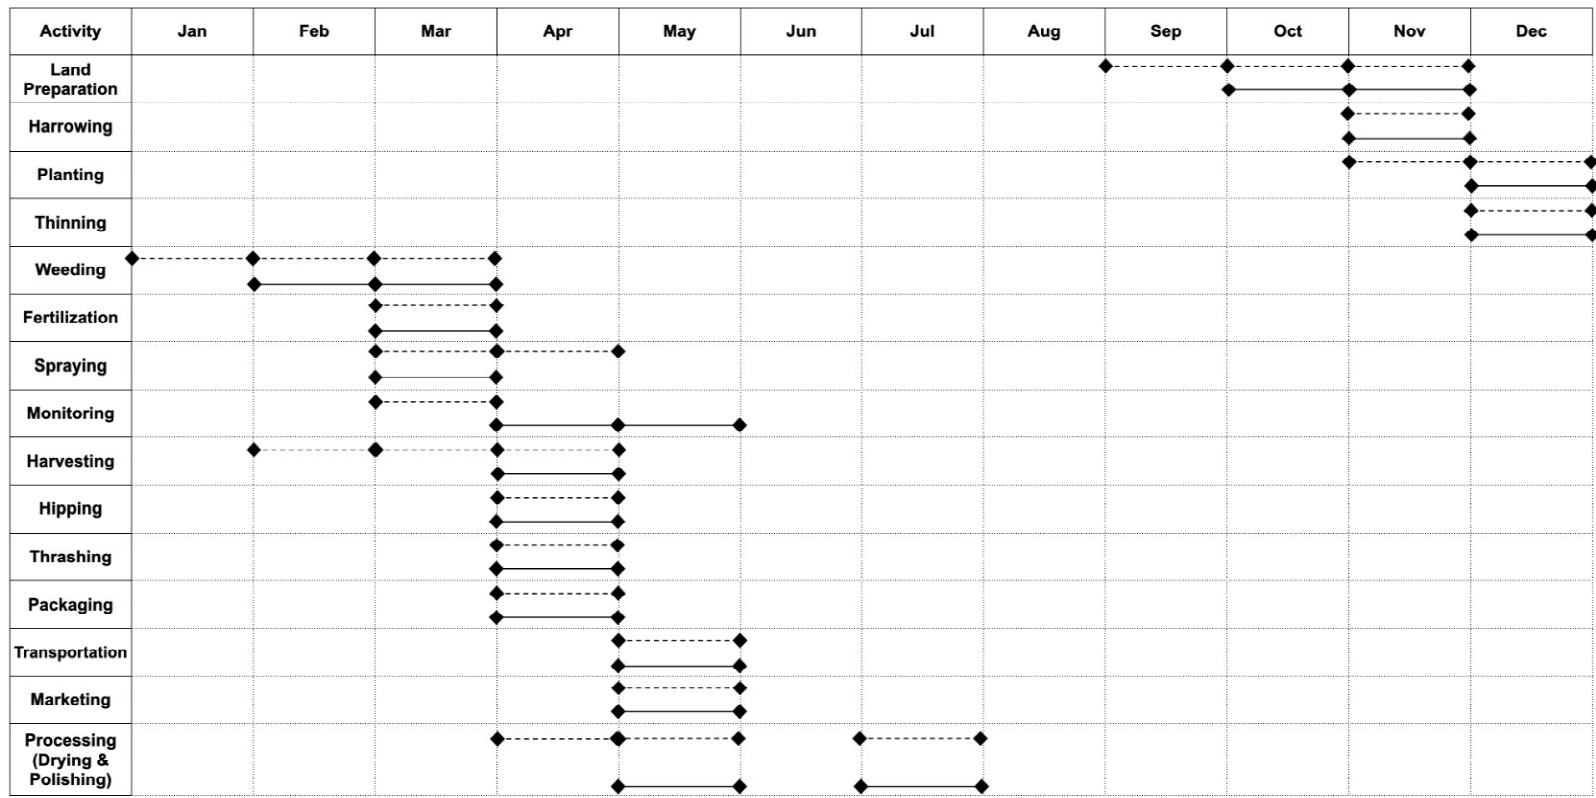 Activity Jan Feb Mar Apr May Jun Jul Aug Sep Oct Nov Dec
Land
Preparation
Harrowing
Planting
Thinning
Weeding
Fertilization
Spraying
Monitoring
Harvesting
Hipping
Thrashing
Packaging
Transportation
Marketing
Processing
(Drying &
Polishing)